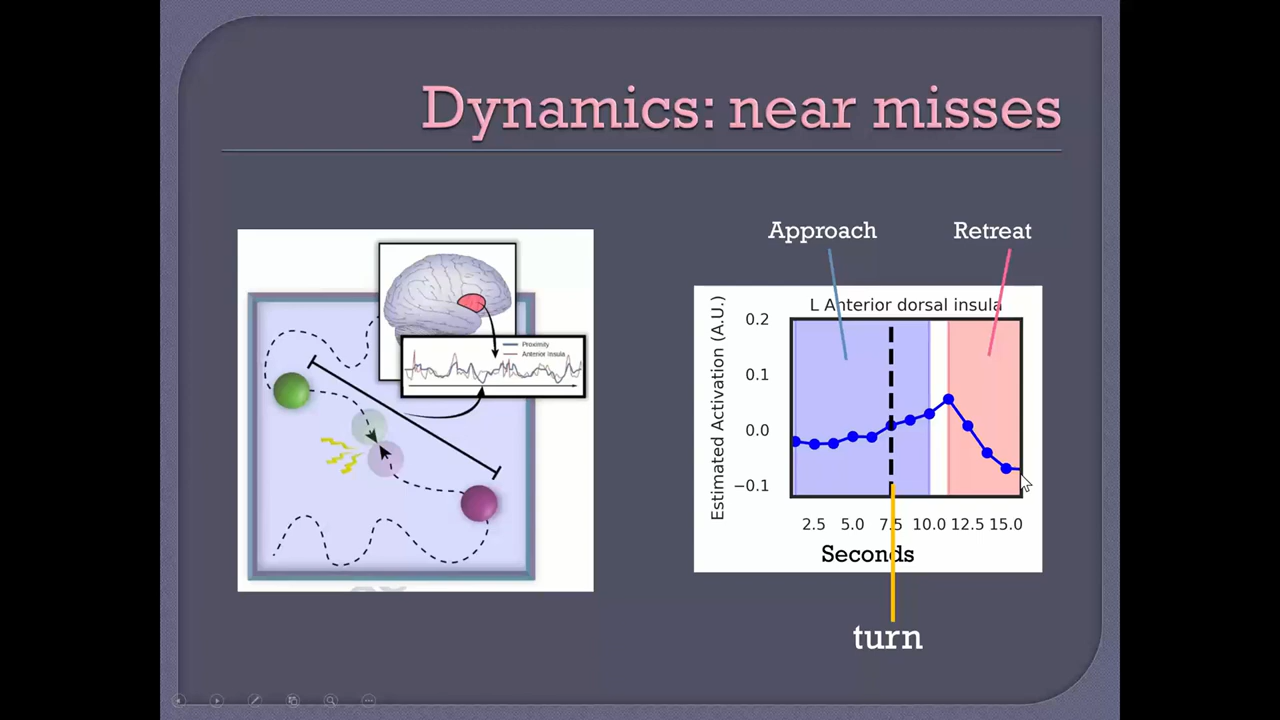 Dynamics: near misses
Approach
Retreat
Proximity
Anterior Insula
L Anterior dorsal insula
Estimated Activation (A.U.)
0.2
0.1
0.0
−0.1
2.5 5.0 7.5 10.0 12.5 15.0
Seconds
turn